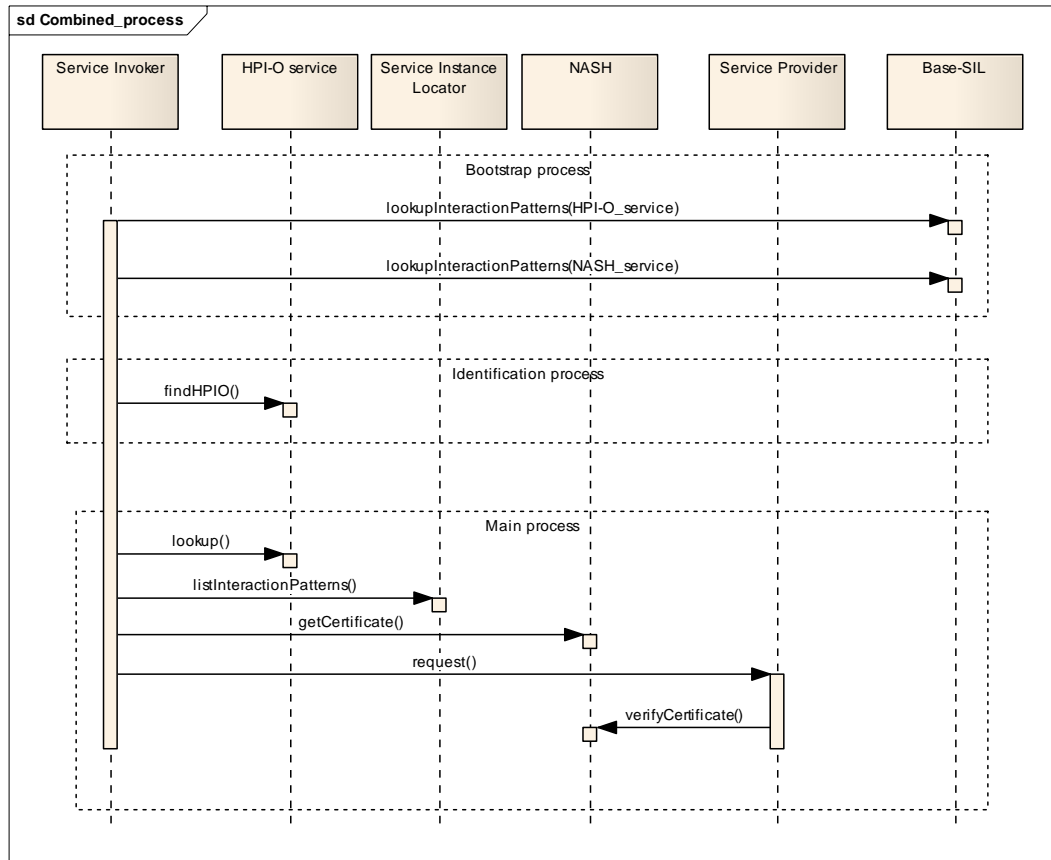 sd Combined_process
Service Invoker
HPI-O service
Service Instance
Locator
NASH
Service Provider
Base-SIL
Bootstrap process
lookupInteractionPatterns(HPI-O_service)
lookupInteractionPatterns(NASH_service)
Identification process
findHPIO()
Main process
lookup()
listInteractionPatterns()
getCertificate()
request()
verifyCertificate()